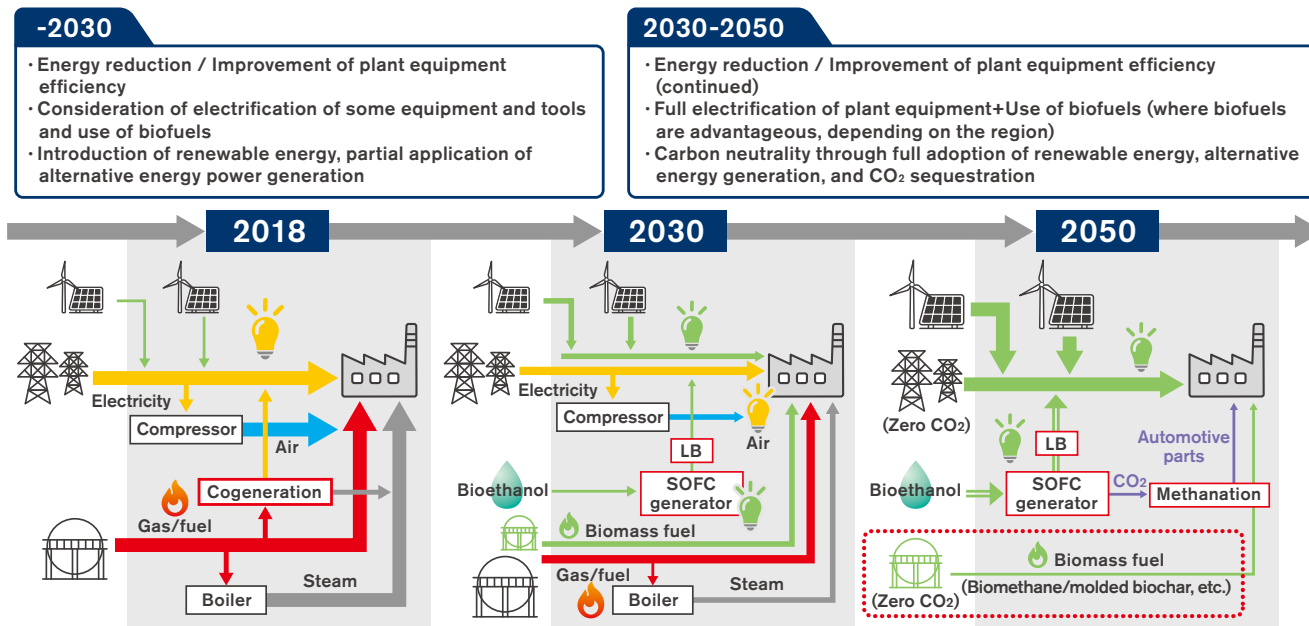 -2030
· Energy reduction / Improvement of plant equipment
efficiency
· Consideration of electrification of some equipment and tools
and use of biofuels
· Introduction of renewable energy, partial application of
alternative energy power generation
2030-2050
· Energy reduction / Improvement of plant equipment efficiency
(continued)
· Full electrification of plant equipment+Use of biofuels (where biofuels
are advantageous, depending on the region)
· Carbon neutrality through full adoption of renewable energy, alternative
energy generation, and CO₂ sequestration
2018
2030
2050
Electricity
Compressor
Air
Cogeneration
Gas/fuel
Steam
Boiler
Electricity
Compressor
Air
LB
Bioethanol
SOFC
generator
Biomass fuel
Gas/fuel
Steam
Boiler
(Zero CO₂)
LB
Automotive
parts
Bioethanol
SOFC
generator
CO₂
Methanation
Biomass fuel
(Zero CO₂)
(Biomethane/molded biochar, etc.)